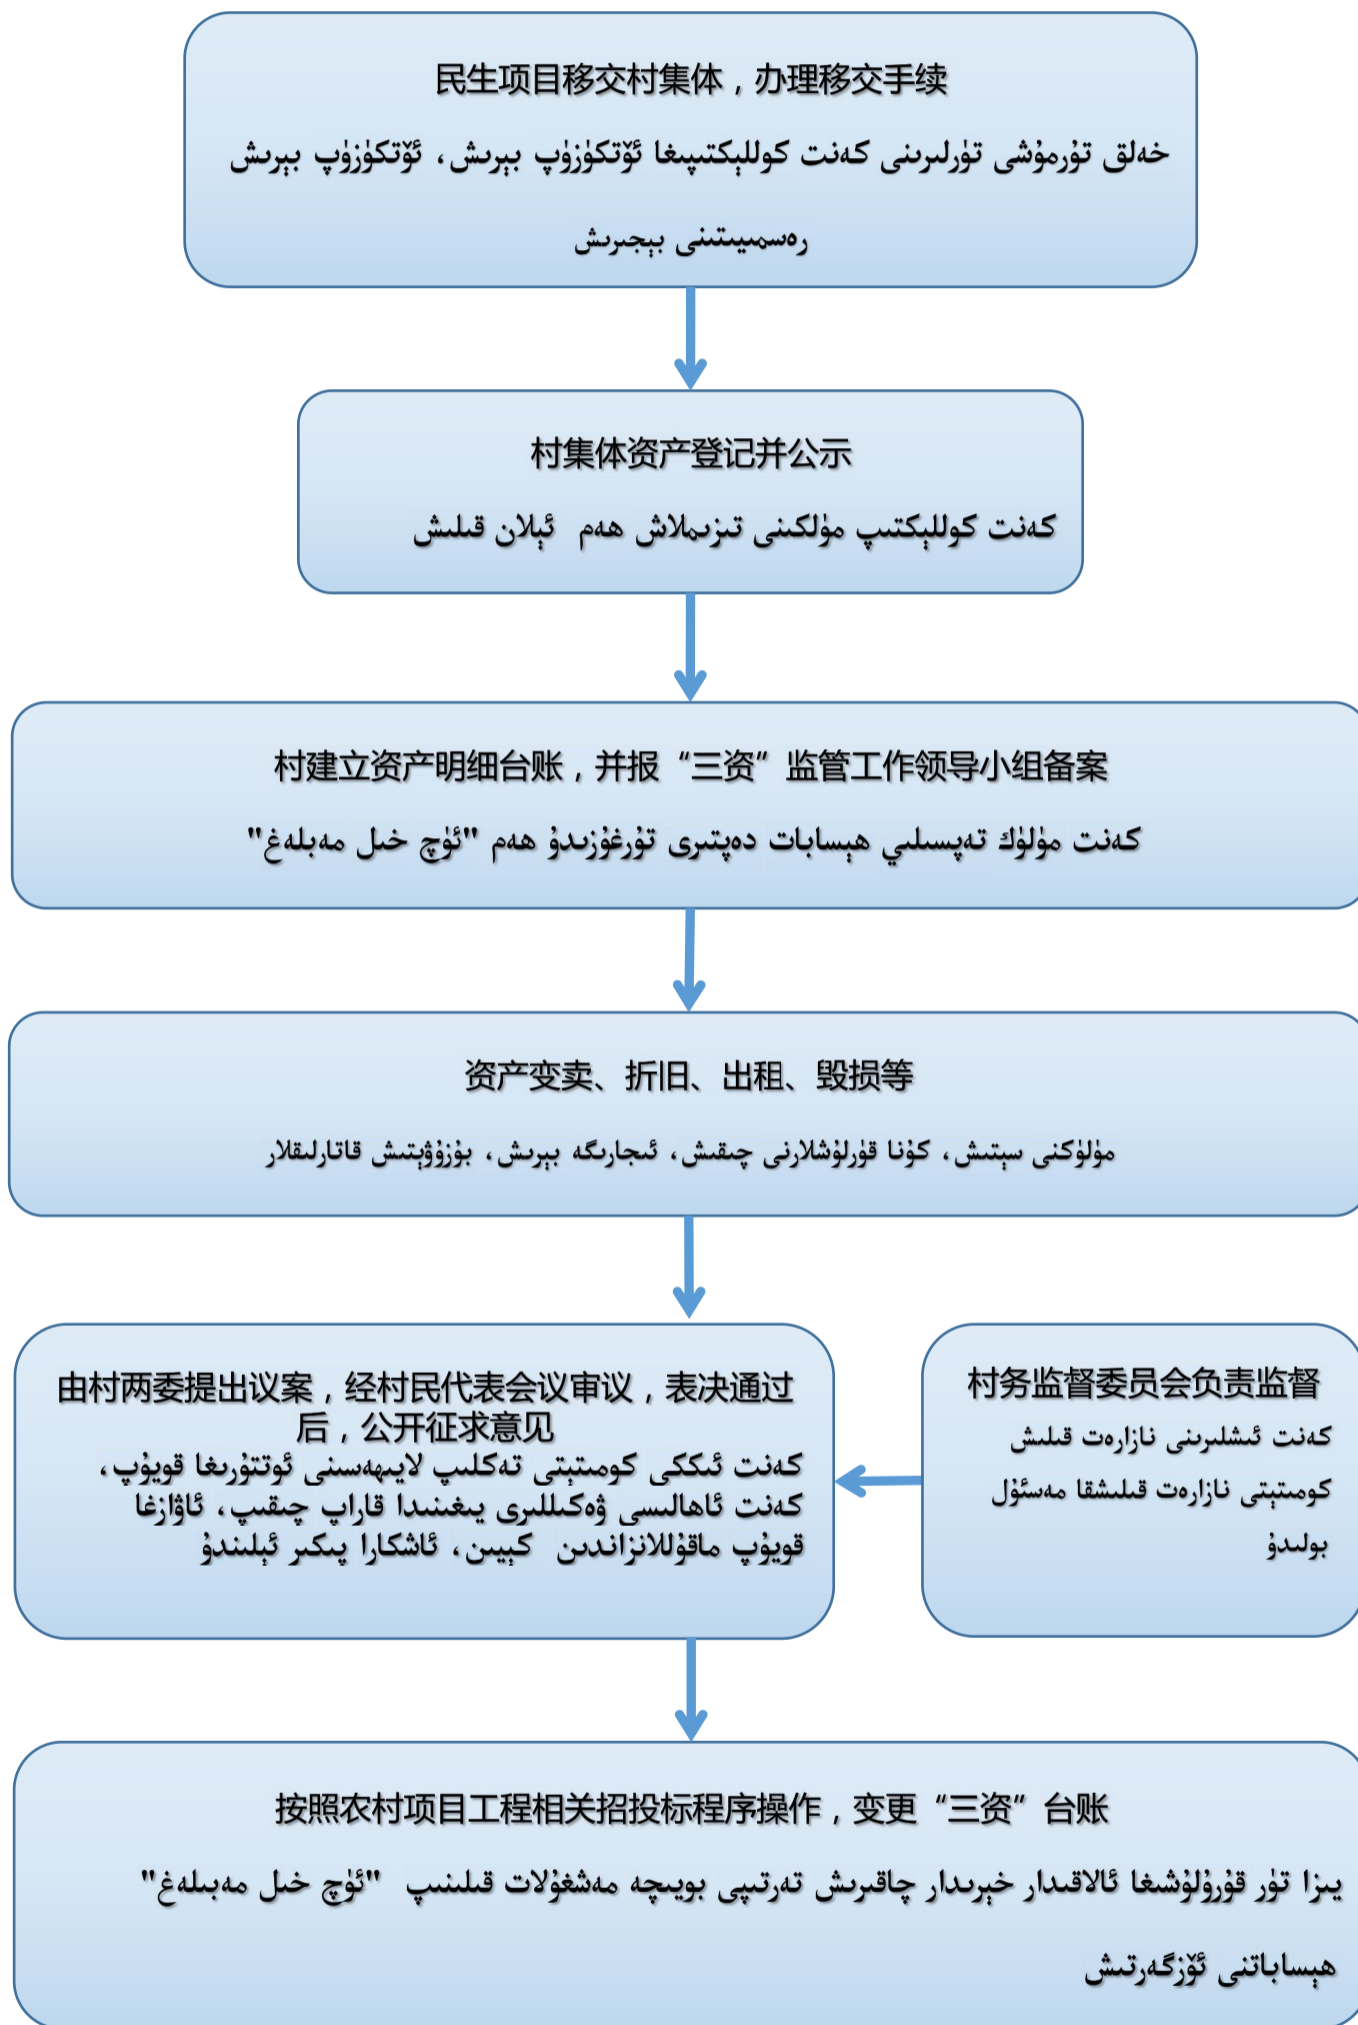 民生项目移交村集体，办理移交手续
خەلق تۇرمۇشى تۈرلىرىنى كەنت كوللېكتىپىغا ئۆتكۈزۈپ بېرىش، ئۆتكۈزۈپ بېرىش
رەسمىيىتىنى بېجىرىش
村集体资产登记并公示
كەنت كوللېكتىپ مۈلكىنى تىزىملاش ھەم ئېلان قىلىش
村建立资产明细台账，并报“三资”监管工作领导小组备案
كەنت مۈلۈك تەپسىلىي ھېسابات دەپتىرى تۇرغۇزىدۇ ھەم "ئۈچ خىل مەبلەغ"
资产变卖、折旧、出租、毁损等
مۈلۈكنى سېتىش، كۇنا قۇرلۇشلارنى چىقىش، ئىجارىگە بېرىش، بۇزۇۋېتىش قاتارلىقلار
由村两委提出议案，经村民代表会议审议，表决通过
后，公开征求意见
كەنت ئىككى كومىتېتى تەكلىپ لايىھەسىنى ئوتتۇرىغا قويۇپ،
كەنت ئاھالىسى ۋەكىللىرى يىغىنىدا قاراپ چىقىپ، ئاۋازغا
قويۇپ ماقۇللانزاندىن كېيىن، ئاشكارا پىكىر ئېلىندۇ
村务监督委员会负责监督
كەنت ئىشلىرىنى نازارەت قىلىش
كومىتېتى نازارەت قىلىشقا مەسئۇل
بولىدۇ
按照农村项目工程相关招投标程序操作，变更“三资”台账
يىزا تۈر قۇرۇلۇشىغا ئالاقىدار خېرىدار چاقىرىش تەرتىپى بويىچە مەشغۇلات قىلىنىپ "ئۈچ خىل مەبىلەغ"
ھېساباتنى ئۆزگەرتىش